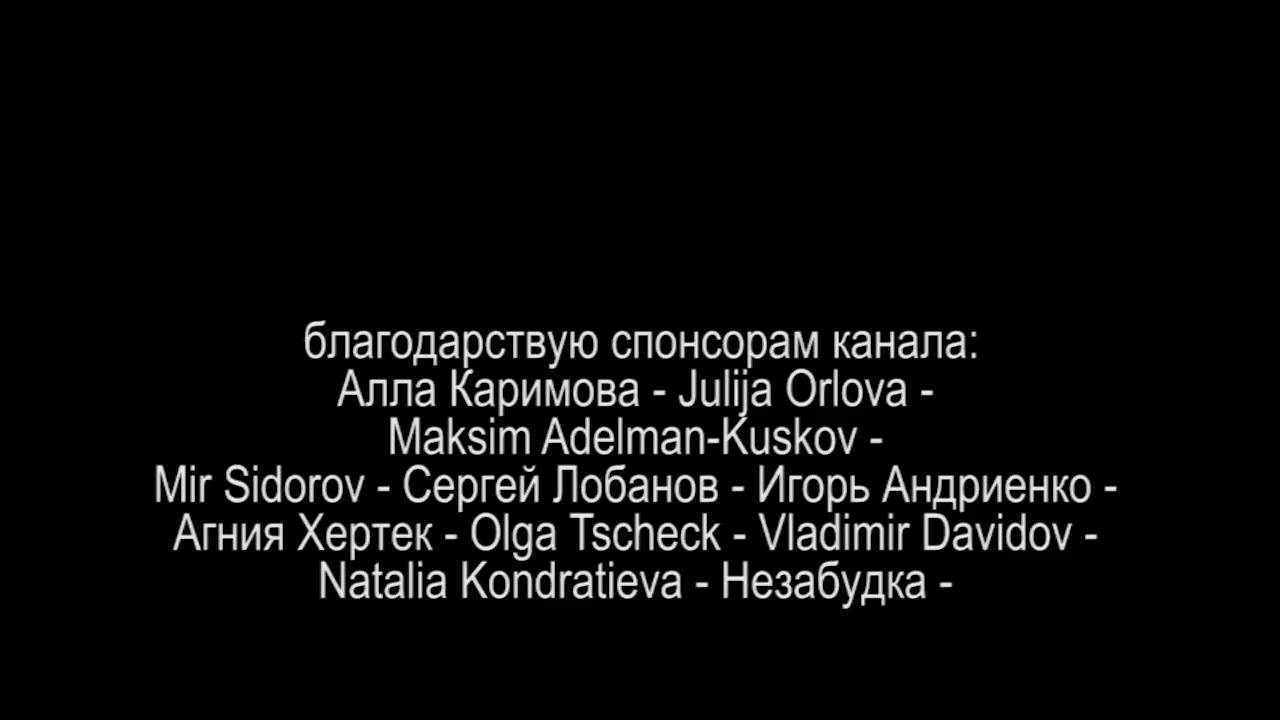 благодарствую спонсорам канала:
Алла Каримова - Julija Orlova -
Maksim Adelman-Kuskov -
Mir Sidorov - Сергей Лобанов - Игорь Андриенко -
Агния Хертек - Olga Tscheck - Vladimir Davidov -
Natalia Kondratieva - Незабудка -